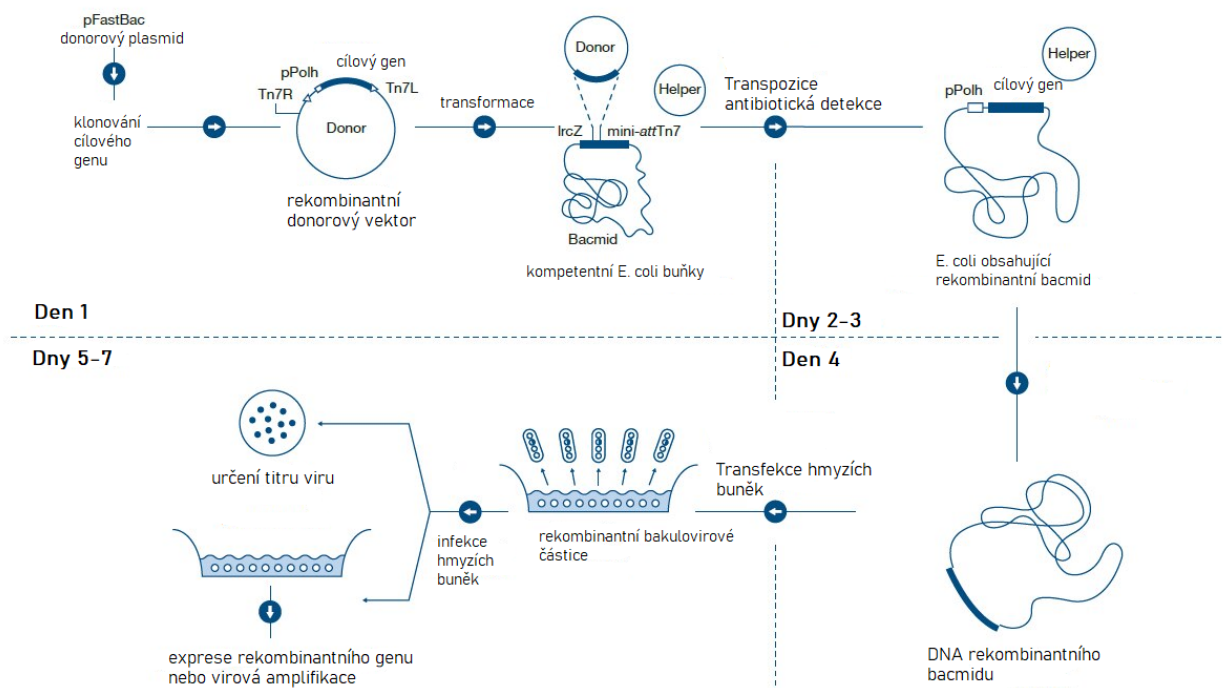 pFastBac
donorový plasmid
klonování
cílového
genu
Tn7R
pPolh
cílový gen
Tn7L
Donor
rekombinantní
donorový vektor
transformace
Donor
Helper
lrcZ
mini-attTn7
Bacmid
kompetentní E. coli buňky
Transpozice
antibiotická detekce
Helper
pPolh
cílový gen
E. coli obsahující
rekombinantní bacmid
Den 1
Dny 2-3
Dny 5-7
Den 4
určení titru viru
infekce
hmyzích
buněk
rekombinantní bakulovirové
částice
Transfekce hmyzích
buněk
exprese rekombinantního genu
nebo virová amplifikace
DNA rekombinantního
bacmidu